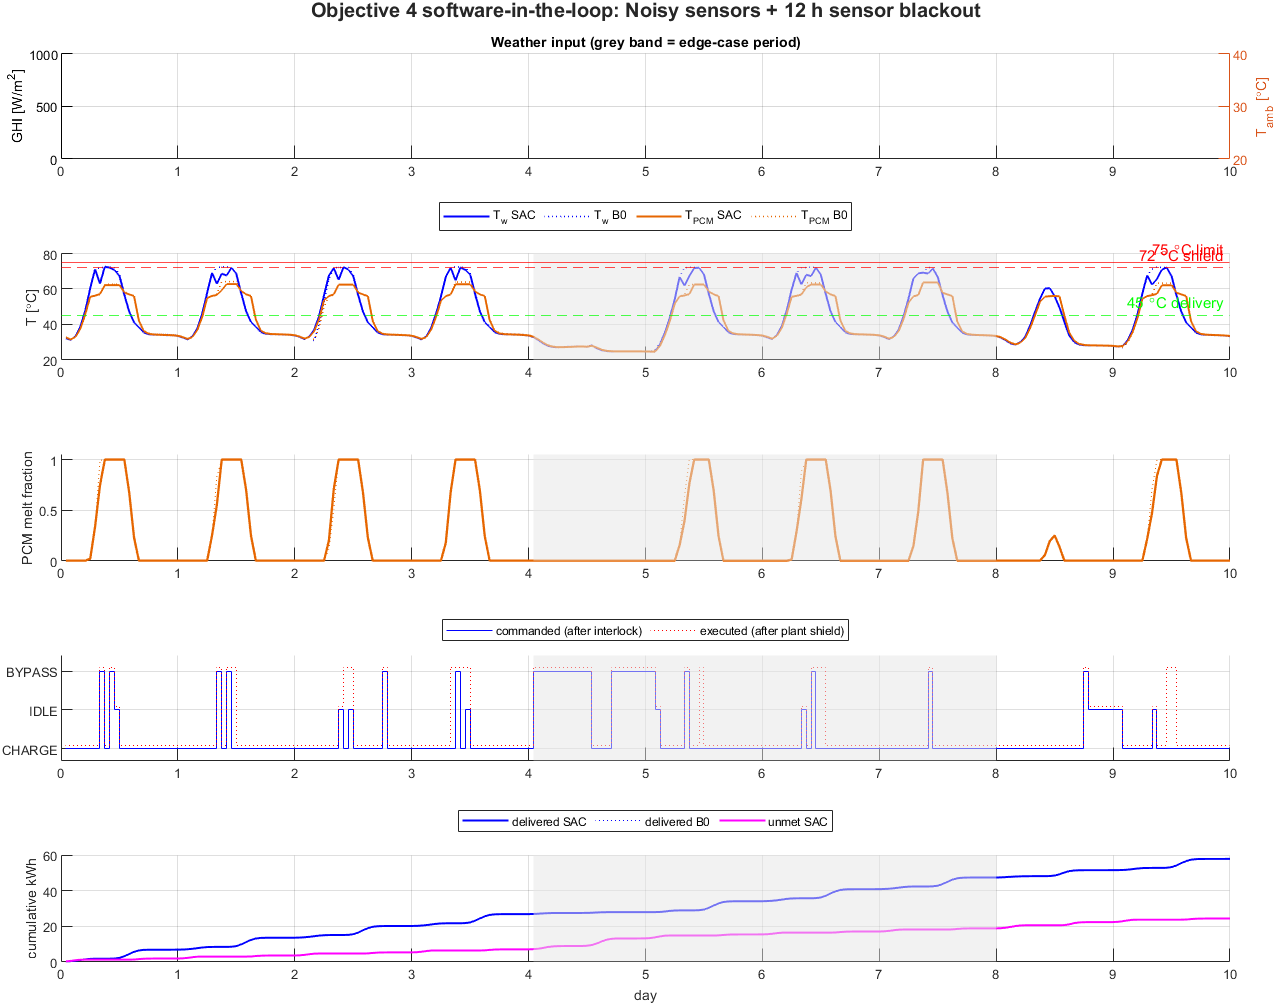 Objective 4 software-in-the-loop: Noisy sensors + 12 h sensor blackout
Weather input (grey band = edge-case period)
GHI [W/m²]
1000
500
0
T_amb [°C]
40
30
20
0 1 2 3 4 5 6 7 8 9 10
T_w SAC T_w B0 T_PCM SAC T_PCM B0
T [°C]
80
60
40
20
75 °C limit
72 °C shield
45 °C delivery
0 1 2 3 4 5 6 7 8 9 10
PCM melt fraction
1
0.5
0
0 1 2 3 4 5 6 7 8 9 10
commanded (after interlock) executed (after plant shield)
BYPASS
IDLE
CHARGE
0 1 2 3 4 5 6 7 8 9 10
delivered SAC delivered B0 unmet SAC
cumulative kWh
60
40
20
0
0 1 2 3 4 5 6 7 8 9 10
day